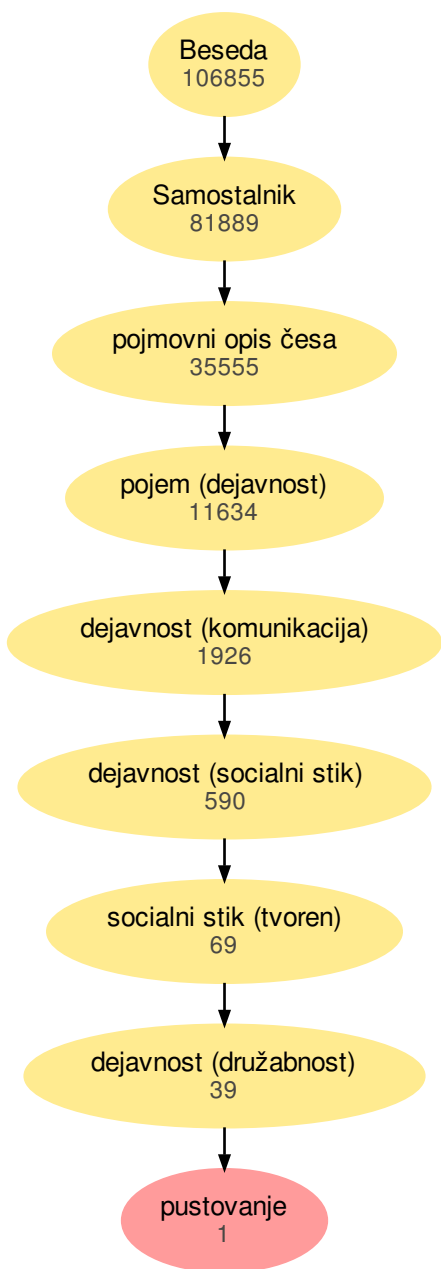 Beseda
106855
Samostalnik
81889
pojmovni opis česa
35555
pojem (dejavnost)
11634
dejavnost (komunikacija)
1926
dejavnost (socialni stik)
590
socialni stik (tvoren)
69
dejavnost (družabnost)
39
pustovanje
1